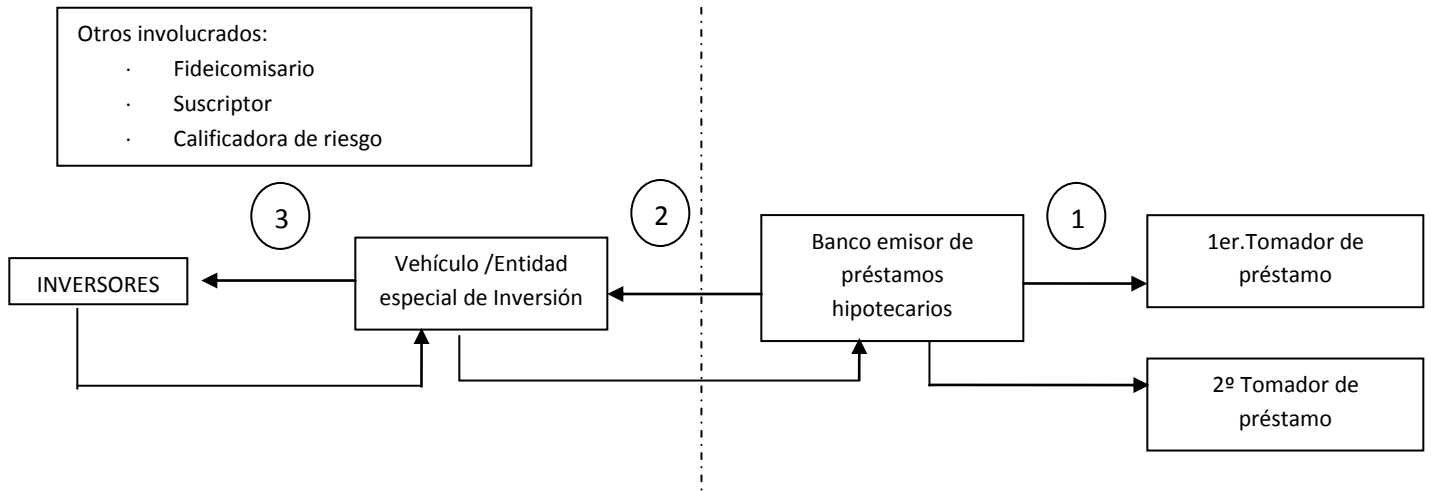 Otros involucrados:
· Fideicomisario
· Suscriptor
· Calificadora de riesgo
3
2
1
INVERSORES
Vehículo /Entidad
especial de Inversión
Banco emisor de
préstamos
hipotecarios
1er.Tomador de
préstamo
2º Tomador de
préstamo